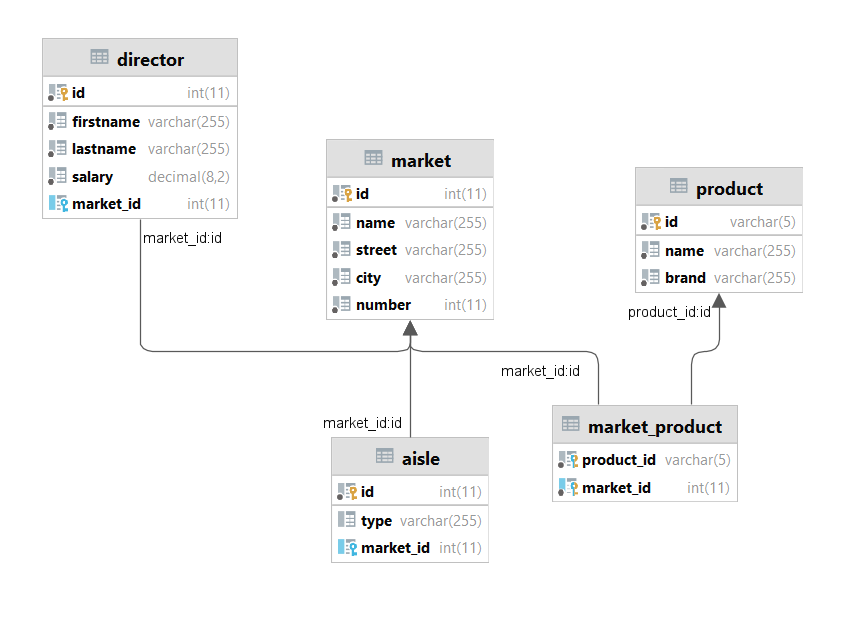 director
id int(11)
firstname varchar(255)
lastname varchar(255)
salary decimal(8,2)
market_id int(11)
market_id:id
market
id int(11)
name varchar(255)
street varchar(255)
city varchar(255)
number int(11)
product
id varchar(5)
name varchar(255)
brand varchar(255)
product_id:id
market_id:id
market_id:id
aisle
id int(11)
type varchar(255)
market_id int(11)
market_product
product_id varchar(5)
market_id int(11)